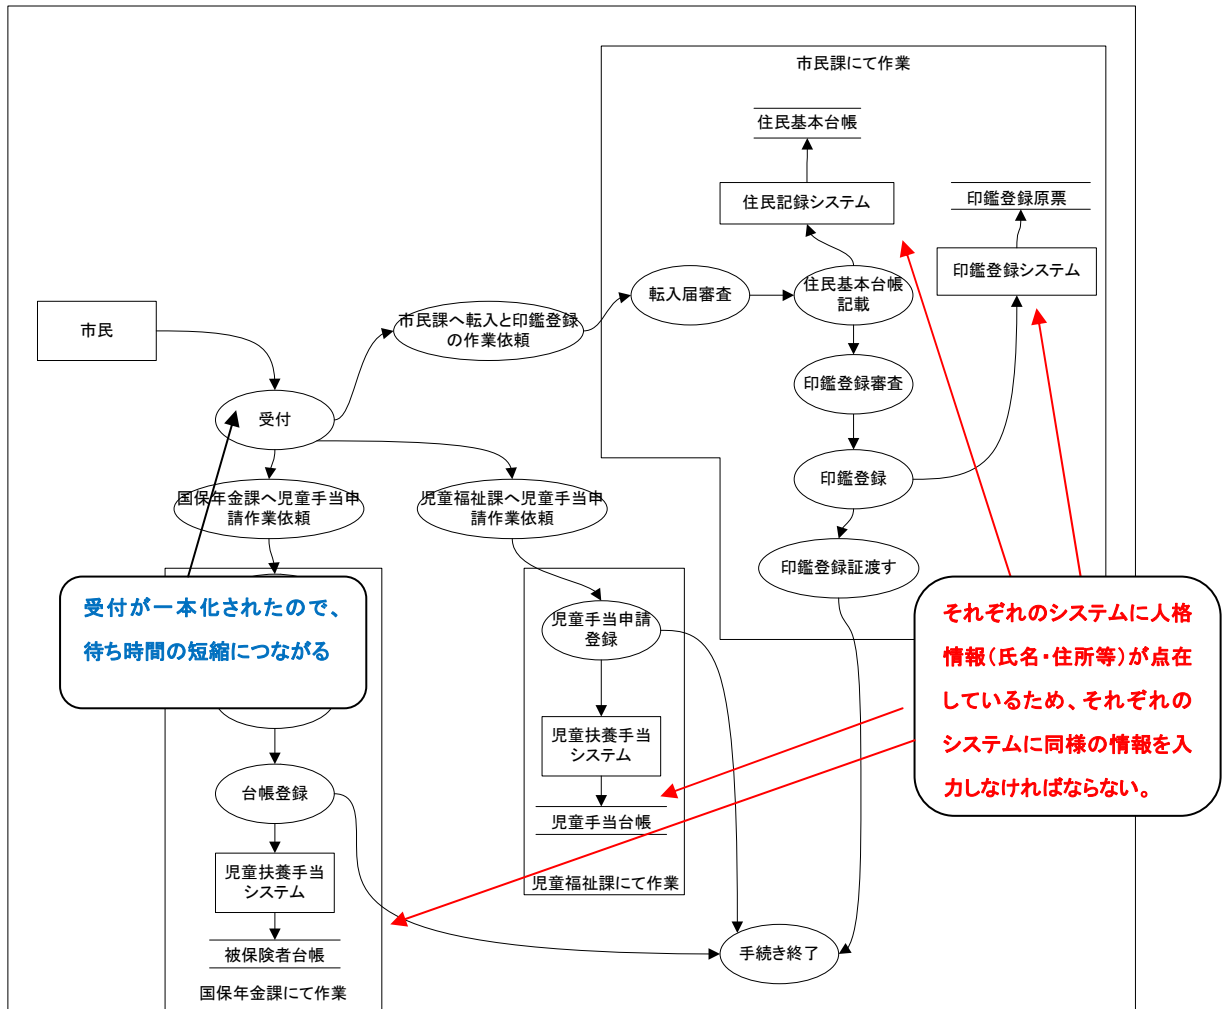 市民課にて作業
住民基本台帳
住民記録システム
印鑑登録原票
印鑑登録システム
転入届審査
住民基本台帳
記載
市民
市民課へ転入と印鑑登録
の作業依頼
印鑑登録審査
受付
印鑑登録
国保年金課へ児童手当申
請作業依頼
児童福祉課へ児童手当申
請作業依頼
印鑑登録証渡す
受付が一本化されたので、
待ち時間の短縮につながる
それぞれのシステムに人格
情報(氏名・住所等)が点在
しているため、それぞれの
システムに同様の情報を入
力しなければならない。
児童手当申請
登録
児童扶養手当
システム
児童手当台帳
児童福祉課にて作業
台帳登録
児童扶養手当
システム
被保険者台帳
国保年金課にて作業
手続き終了